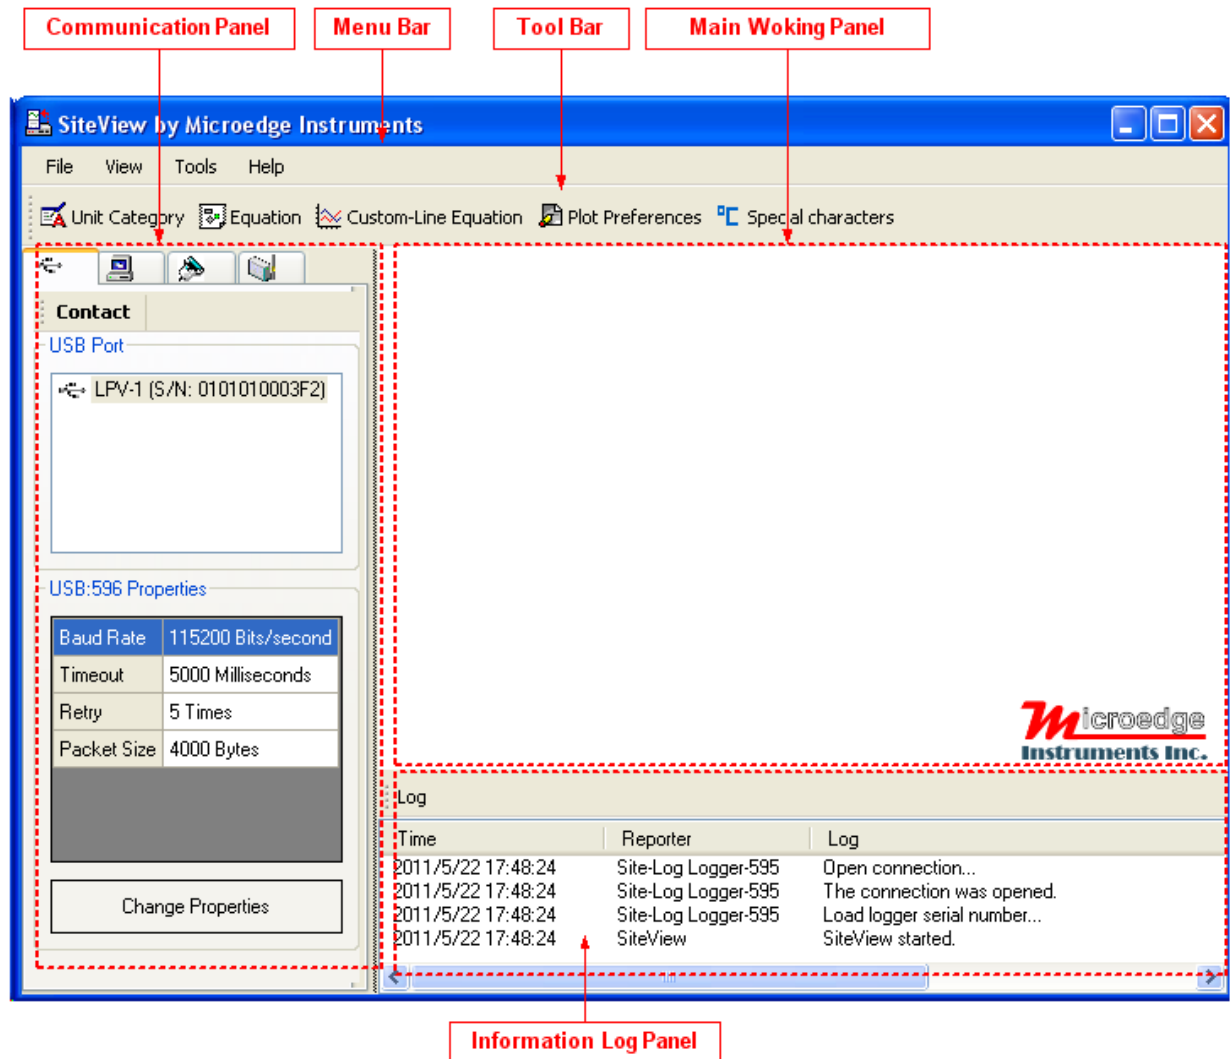 Communication Panel Menu Bar Tool Bar Main Woking Panel
SiteView by Microedge Instruments
File View Tools Help
Unit Category Equation Custom-Line Equation Plot Preferences °C Special characters
Contact
USB Port
LPV-1 (S/N: 0101010003F2)
USB:596 Properties
Baud Rate 115200 Bits/second
Timeout 5000 Milliseconds
Retry 5 Times
Packet Size 4000 Bytes
Change Properties
Microedge
Instruments Inc.
Log
Time Reporter Log
2011/5/22 17:48:24 Site-Log Logger-595 Open connection...
2011/5/22 17:48:24 Site-Log Logger-595 The connection was opened.
2011/5/22 17:48:24 Site-Log Logger-595 Load logger serial number...
2011/5/22 17:48:24 SiteView SiteView started.
Information Log Panel